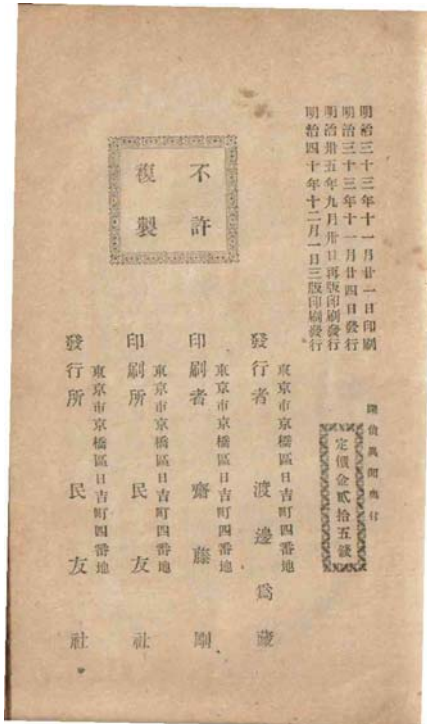 明治三十三年十一月廿一日印刷
明治三十三年十一月廿四日發行
明治卅五年九月卅日再版印刷發行
明治四十年十二月一日三版印刷發行
不許
複製
定價金貳拾五錢
東京市京橋區日吉町四番地
發行者 渡邊爲藏
東京市京橋區日吉町四番地
印刷者 齋藤
東京市京橋區日吉町四番地
印刷所 民友社
東京市京橋區日吉町四番地
發行所 民友社